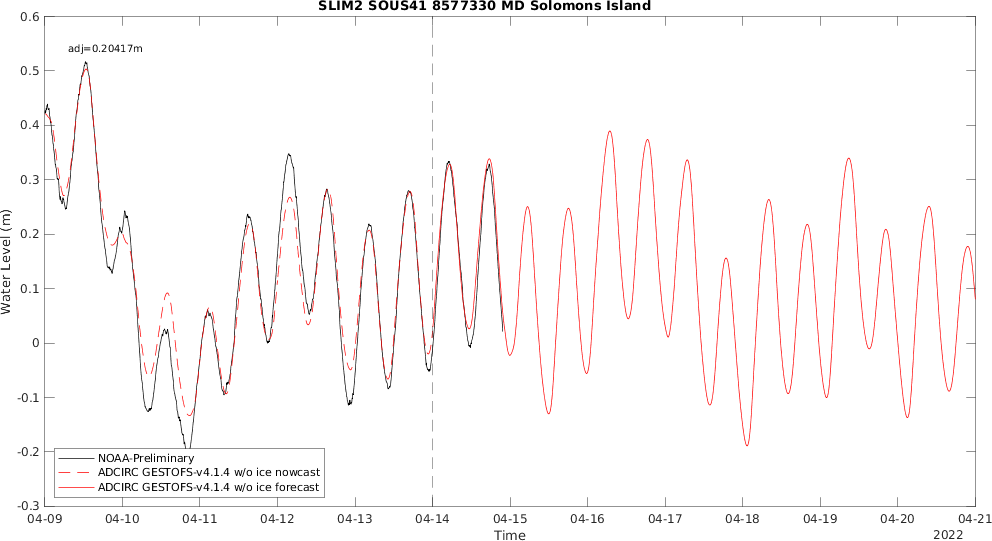 SLIM2 SOUS41 8577330 MD Solomons Island
adj=0.20417m
0.6
0.5
0.4
0.3
0.2
0.1
0
-0.1
-0.2
-0.3
Water Level (m)
NOAA-Preliminary
ADCIRC GESTOFS-v4.1.4 w/o ice nowcast
ADCIRC GESTOFS-v4.1.4 w/o ice forecast
04-09 04-10 04-11 04-12 04-13 04-14 04-15 04-16 04-17 04-18 04-19 04-20 04-21
Time
2022